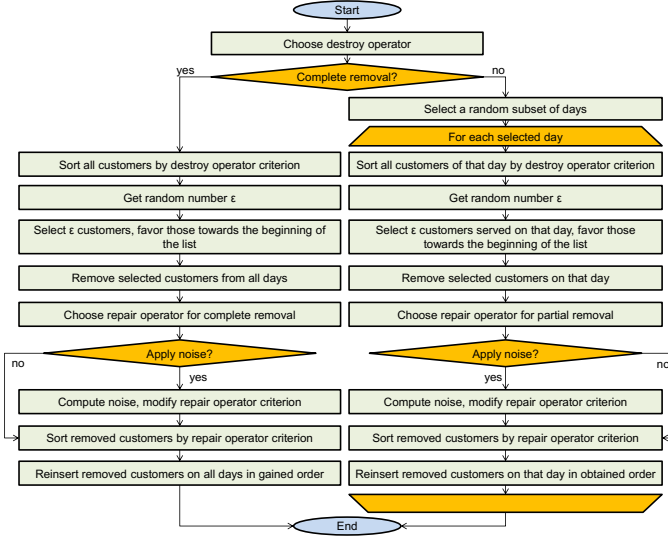 Start
Choose destroy operator
yes
Complete removal?
no
Select a random subset of days
For each selected day
Sort all customers by destroy operator criterion
Sort all customers of that day by destroy operator criterion
Get random number ε
Get random number ε
Select ε customers, favor those towards the beginning of
the list
Select ε customers served on that day, favor those
towards the beginning of the list
Remove selected customers from all days
Remove selected customers on that day
Choose repair operator for complete removal
Choose repair operator for partial removal
no
Apply noise?
yes
Apply noise?
no
yes
Compute noise, modify repair operator criterion
Compute noise, modify repair operator criterion
Sort removed customers by repair operator criterion
Sort removed customers by repair operator criterion
Reinsert removed customers on all days in gained order
Reinsert removed customers on that day in obtained order
End